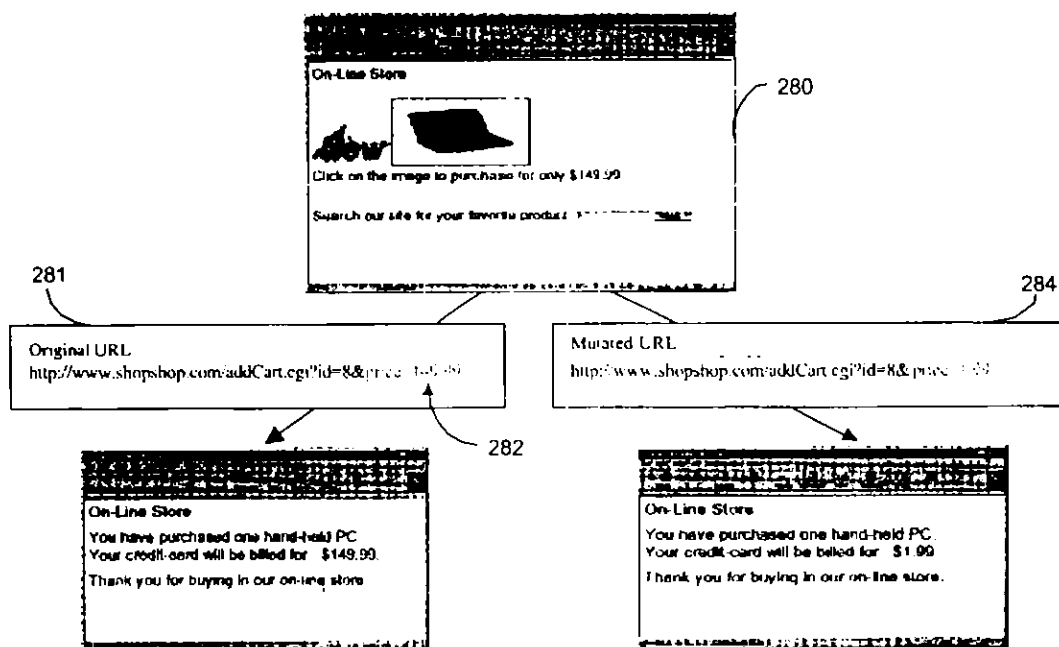 On-Line Store
Click on the image to purchase for only $149.99
Search our site for your favorite product
280
281
284
Original URL
http://www.shopshop.com/addCart.cgi?id=8&price
282
Mutated URL
http://www.shopshop.com/addCart.cgi?id=8&price
On-Line Store
You have purchased one hand-held PC
Your credit-card will be billed for $149.99.
Thank you for buying in our on-line store
On-Line Store
You have purchased one hand-held PC.
Your credit-card will be billed for $1.99
Thank you for buying in our on-line store.